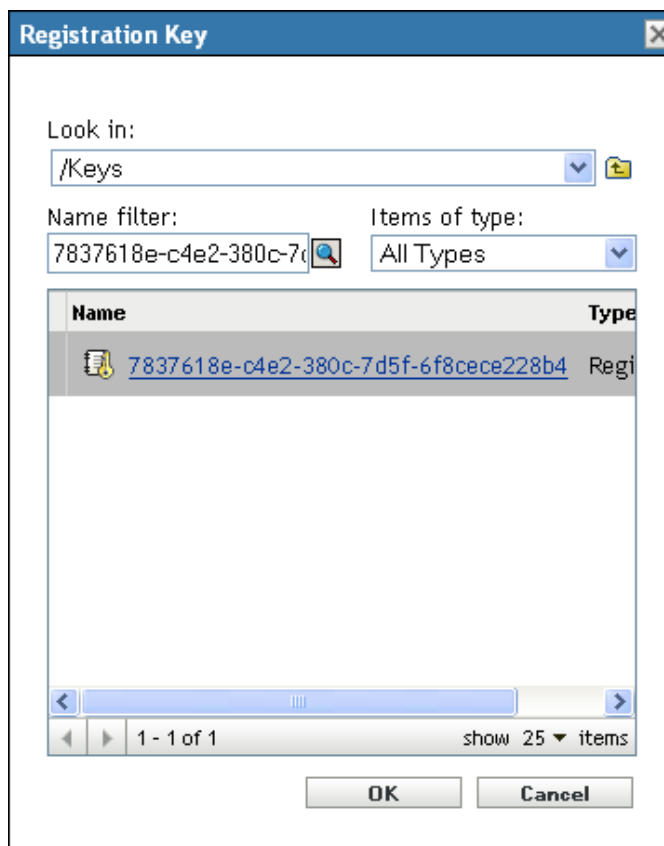 Registration Key
Look in:
/Keys
Name filter: Items of type:
7837618e-c4e2-380c-7 All Types
Name Type
7837618e-c4e2-380c-7d5f-6f8cece228b4 Regi
1 - 1 of 1 show 25 items
OK Cancel